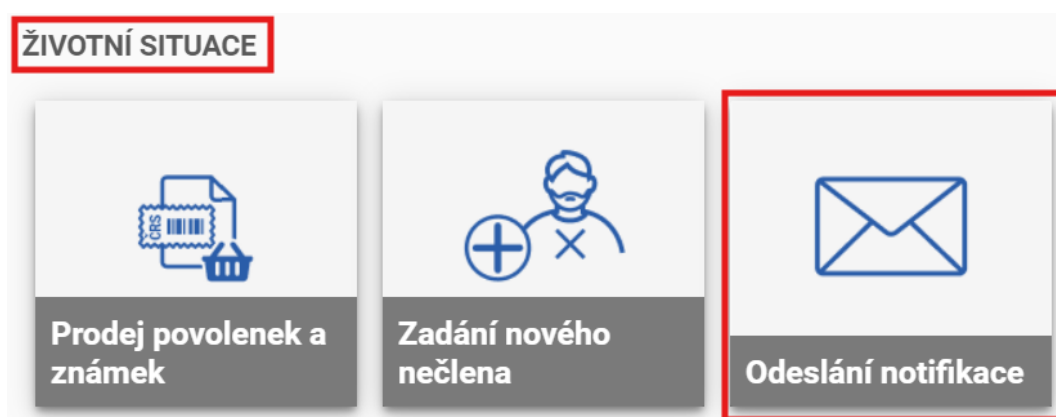 ŽIVOTNÍ SITUACE
ČRS
Prodej povolenek a
známek
Zadání nového
nečlena
Odeslání notifikace